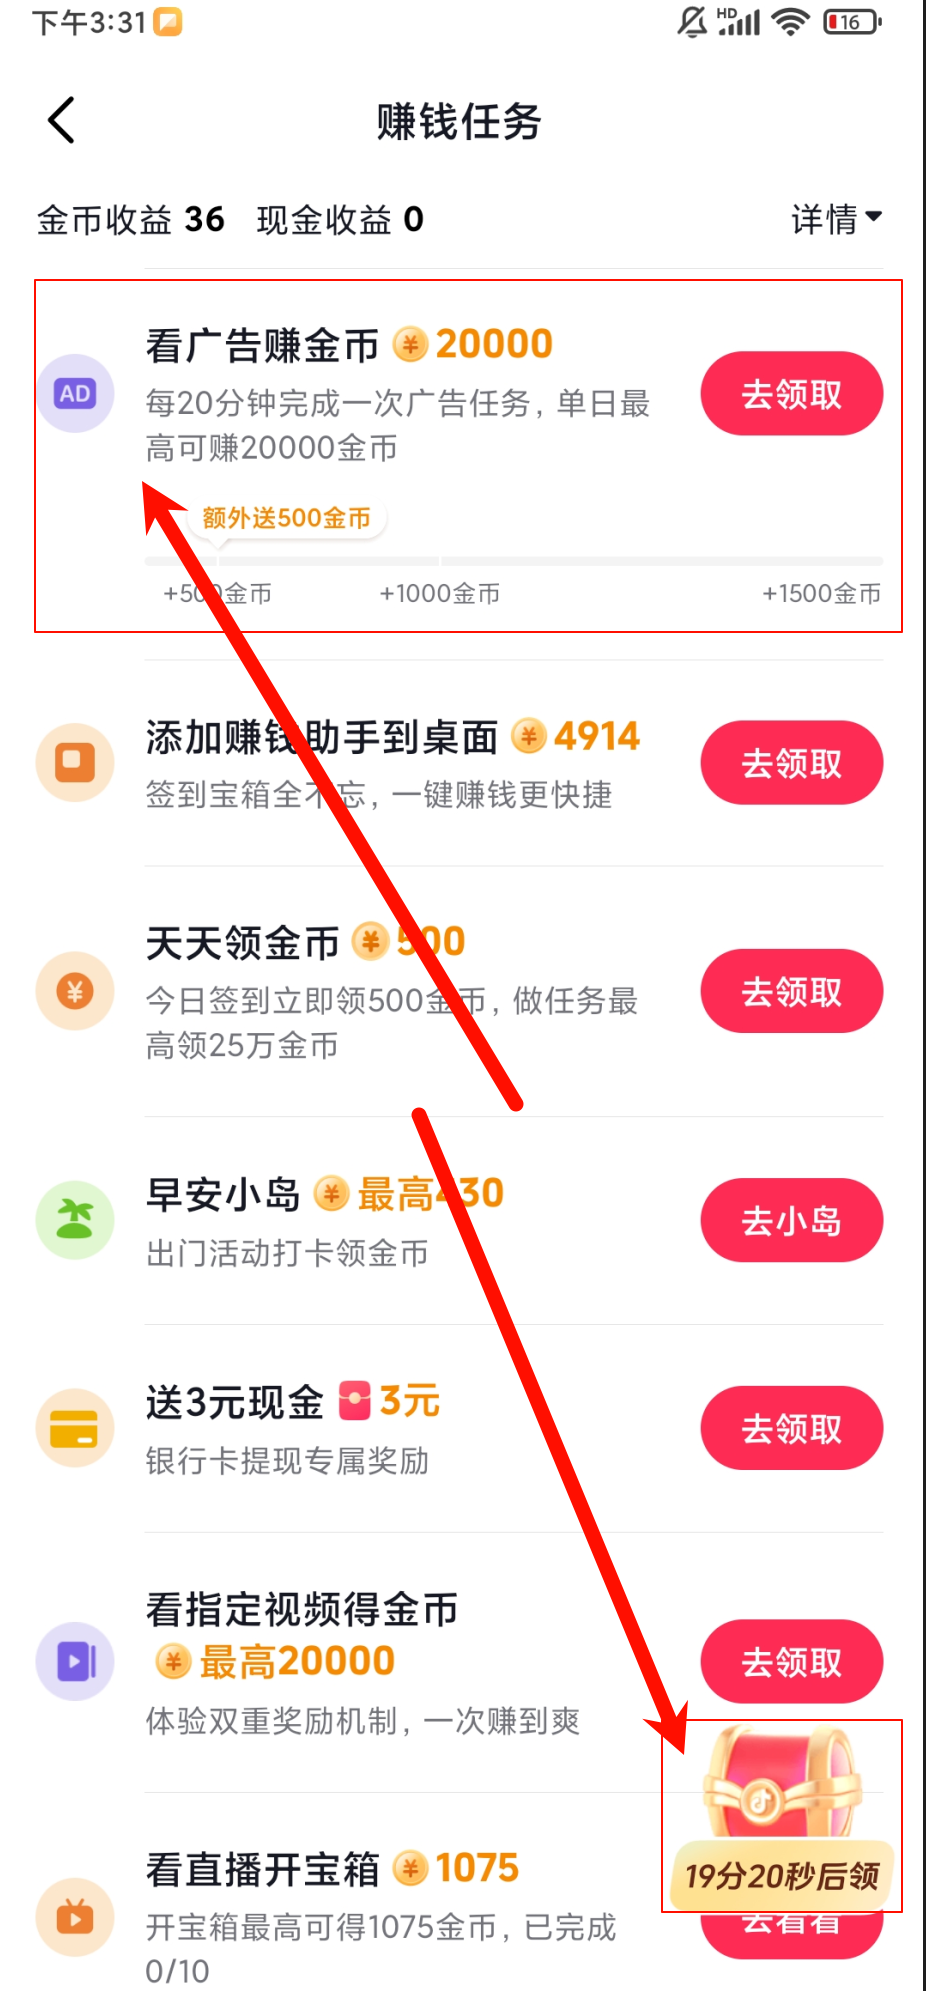 下午3:31
HD
16
赚钱任务
金币收益 36 现金收益 0
详情
看广告赚金币 20000
AD
每20分钟完成一次广告任务, 单日最
高可赚20000金币
去领取
额外送500金币
+500金币 +1000金币 +1500金币
添加赚钱助手到桌面 4914
签到宝箱全不忘, 一键赚钱更快捷
去领取
天天领金币 500
今日签到立即领500金币, 做任务最
高领25万金币
去领取
早安小岛 最高430
出门活动打卡领金币
去小岛
送3元现金 3元
银行卡提现专属奖励
去领取
看指定视频得金币
最高20000
体验双重奖励机制, 一次赚到爽
去领取
19分20秒后领
看直播开宝箱 1075
开宝箱最高可得1075金币, 已完成
0/10
去看看